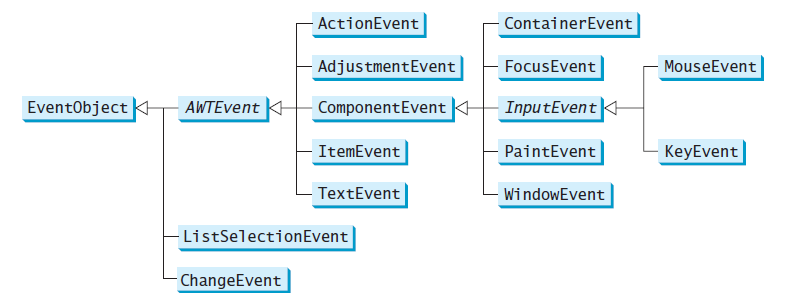 ActionEvent
ContainerEvent
AdjustmentEvent
FocusEvent
MouseEvent
EventObject
AWTEvent
ComponentEvent
InputEvent
ItemEvent
PaintEvent
KeyEvent
TextEvent
WindowEvent
ListSelectionEvent
ChangeEvent